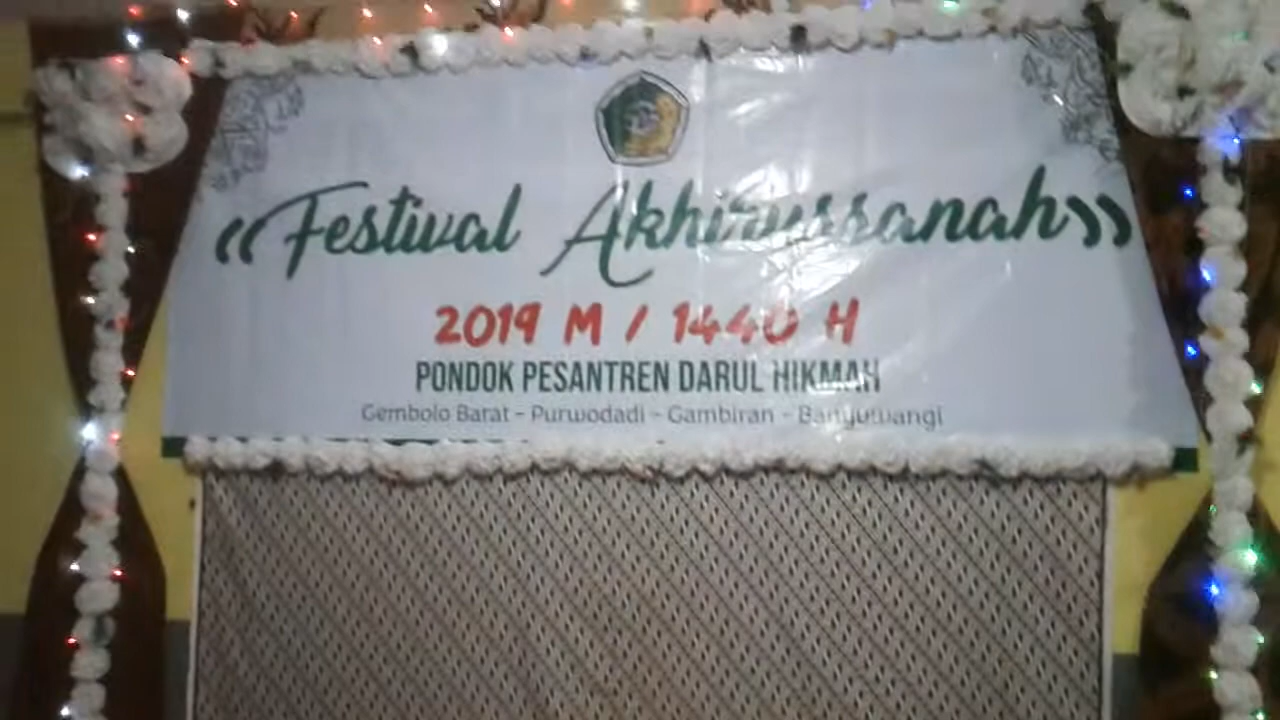 «Festival Akhirussanah»
2019 M / 1440 H
PONDOK PESANTREN DARUL HIKMAH
Gembolo Barat - Purwodadi - Gambiran - Banyuwangi